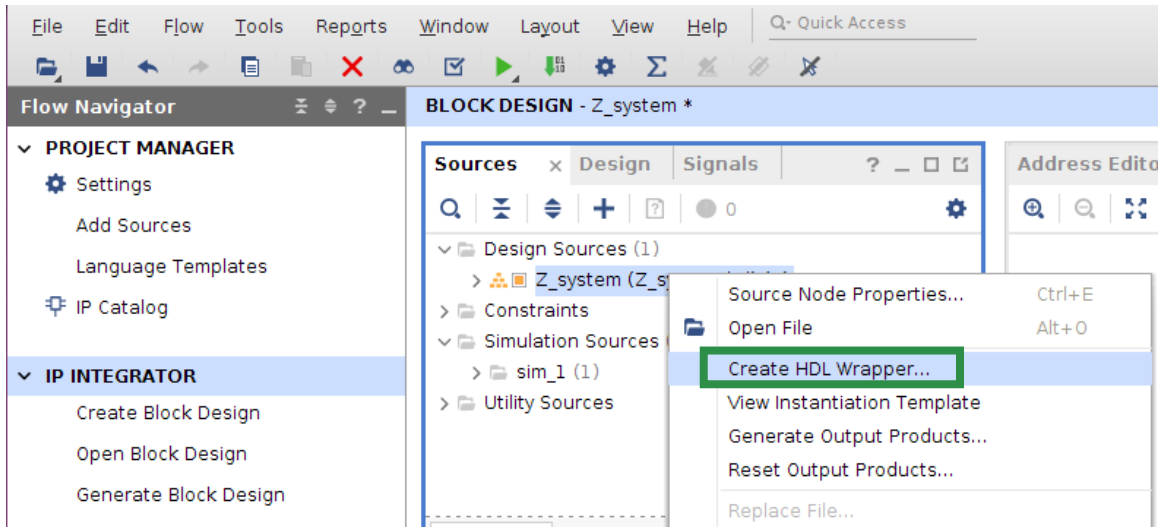 File Edit Flow Tools Reports Window Layout View Help Q- Quick Access
Flow Navigator ? _
BLOCK DESIGN - Z_system *
PROJECT MANAGER
Settings
Add Sources
Language Templates
IP Catalog
IP INTEGRATOR
Create Block Design
Open Block Design
Generate Block Design
Sources × Design Signals ? _
0
Design Sources (1)
Z_system (Z_sy
Constraints
Simulation Sources
sim_1 (1)
Utility Sources
Address Edito
Source Node Properties... Ctrl+E
Open File Alt+O
Create HDL Wrapper...
View Instantiation Template
Generate Output Products...
Reset Output Products...
Replace File...